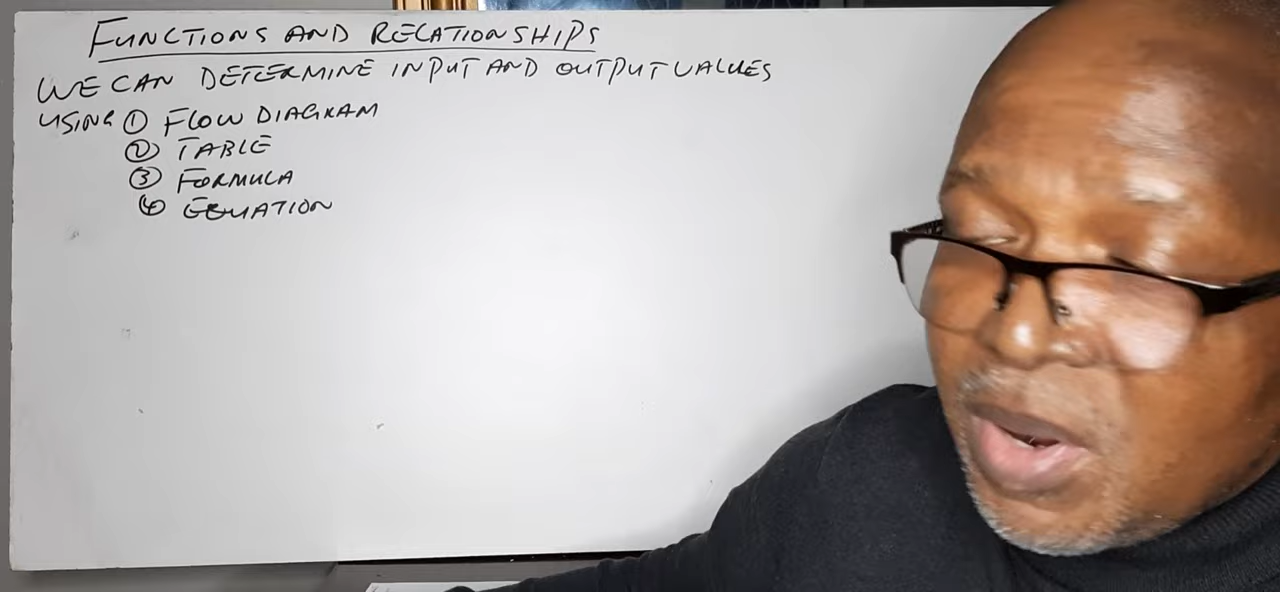 FUNCTIONS AND RELATIONSHIPS
WE CAN DETERMINE INPUT AND OUTPUT VALUES
USING ① FLOW DIAGRAM
② TABLE
③ FORMULA
④ EQUATION